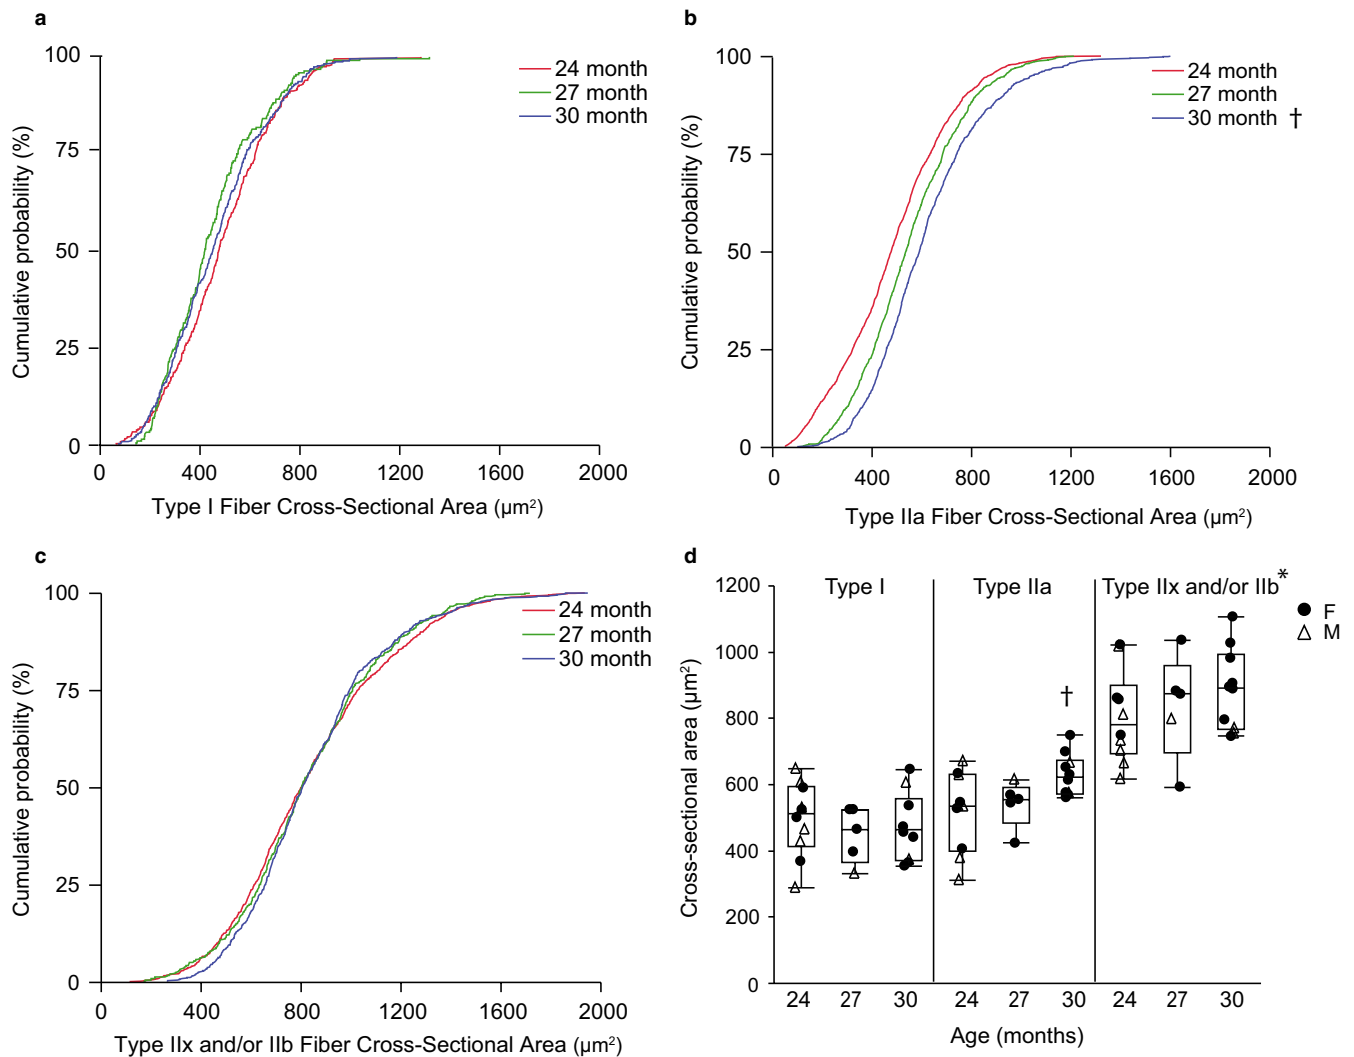 a
100
75
50
25
0
0 400 800 1200 1600 2000
Cumulative probability (%)
Type I Fiber Cross-Sectional Area (µm²)
24 month
27 month
30 month
b
100
75
50
25
0
0 400 800 1200 1600 2000
Cumulative probability (%)
Type IIa Fiber Cross-Sectional Area (µm²)
24 month
27 month
30 month †
c
100
75
50
25
0
0 400 800 1200 1600 2000
Cumulative probability (%)
Type IIx and/or IIb Fiber Cross-Sectional Area (µm²)
24 month
27 month
30 month
d
1200
1000
800
600
400
200
0
Cross-sectional area (µm²)
Type I Type IIa Type IIx and/or IIb*
†
F
M
24 27 30 24 27 30 24 27 30
Age (months)